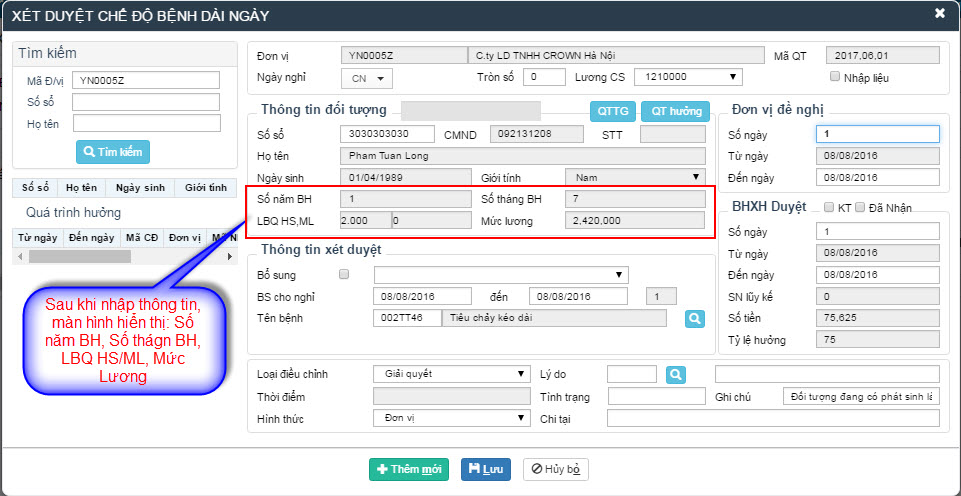 XÉT DUYỆT CHẾ ĐỘ BỆNH DÀI NGÀY ✖
Tìm kiếm
Mã Đ/vị YN0005Z
Số sổ
Họ tên
Tìm kiếm
Số sổ Họ tên Ngày sinh Giới tính
Quá trình hưởng
Từ ngày Đến ngày Mã CĐ Đơn vị
Sau khi nhập thông tin,
màn hình hiển thị: Số
năm BH, Số thágn BH,
LBQ HS/ML, Mức
Lương
Đơn vị YN0005Z C.ty LD TNHH CROWN Hà Nội Mã QT 2017,06,01
Ngày nghỉ CN Tròn số 0 Lương CS 1210000 Nhập liệu
Thông tin đối tượng QTTG QT hưởng
Số sổ 3030303030 CMND 092131208 STT
Họ tên Pham Tuan Long
Ngày sinh 01/04/1989 Giới tính Nam
Số năm BH 1 Số tháng BH 7
LBQ HS,ML 2.000 0 Mức lương 2,420,000
Thông tin xét duyệt
Bổ sung
BS cho nghỉ 08/08/2016 đến 08/08/2016 1
Tên bệnh 002TT46 Tiêu chảy kéo dài
Đơn vị đề nghị
Số ngày 1
Từ ngày 08/08/2016
Đến ngày 08/08/2016
BHXH Duyệt KT Đã Nhận
Số ngày 1
Từ ngày 08/08/2016
Đến ngày 08/08/2016
SN lũy kế 0
Số tiền 75,625
Tỷ lệ hưởng 75
Loại điều chỉnh Giải quyết Lý do
Thời điểm Tình trạng Ghi chú Đối tượng đang có phát sinh
Hình thức Đơn vị Chi tại
Thêm mới Lưu Hủy bỏ